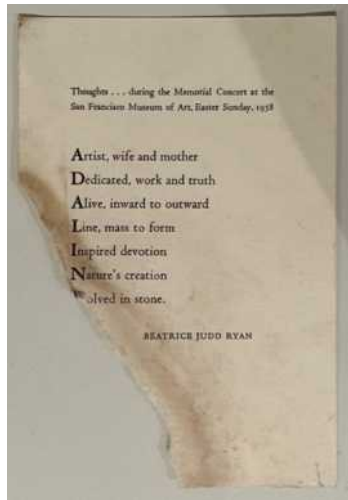 Thoughts . . . during the Memorial Concert at the
San Francisco Museum of Art, Easter Sunday, 1958
Artist, wife and mother
Dedicated, work and truth
Alive, inward to outward
Line, mass to form
Inspired devotion
Nature's creation
olved in stone.
BEATRICE JUDD RYAN